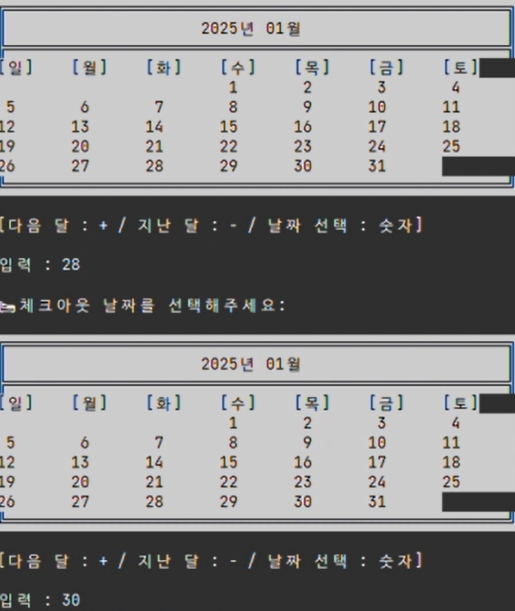 2025년 01월
[일] [월] [화] [수] [목] [금] [토]
1 2 3 4
5 6 7 8 9 10 11
12 13 14 15 16 17 18
19 20 21 22 23 24 25
26 27 28 29 30 31
[다음 달 : + / 지난 달 : - / 날짜 선택 : 숫자]
입력 : 28
체크아웃 날짜를 선택해주세요:
2025년 01월
[일] [월] [화] [수] [목] [금] [토]
1 2 3 4
5 6 7 8 9 10 11
12 13 14 15 16 17 18
19 20 21 22 23 24 25
26 27 28 29 30 31
[다음 달 : + / 지난 달 : - / 날짜 선택 : 숫자]
입력 : 30